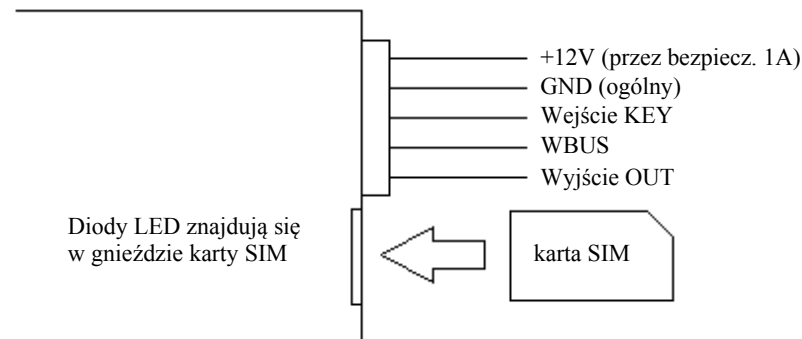 +12V (przez bezpiecz. 1A)
GND (ogólny)
Wejście KEY
WBUS
Wyjście OUT
Diody LED znajdują się
w gnieździe karty SIM
karta SIM